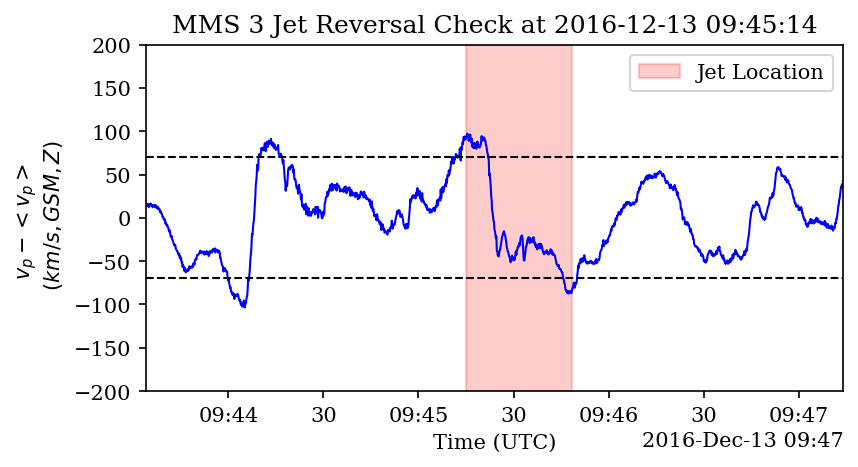 MMS 3 Jet Reversal Check at 2016-12-13 09:45:14
200
150
100
50
0
−50
−100
−150
−200
v_p − < v_p >
(km/s, GSM, Z)
Jet Location
09:44 30 09:45 30 09:46 30 09:47
Time (UTC)
2016-Dec-13 09:47